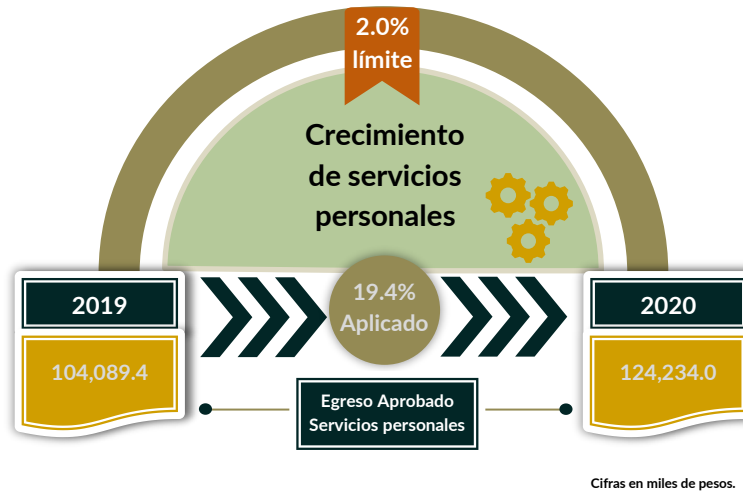 2.0%
límite
Crecimiento
de servicios
personales
2019
19.4%
Aplicado
2020
104,089.4
124,234.0
Egreso Aprobado
Servicios personales
Cifras en miles de pesos.